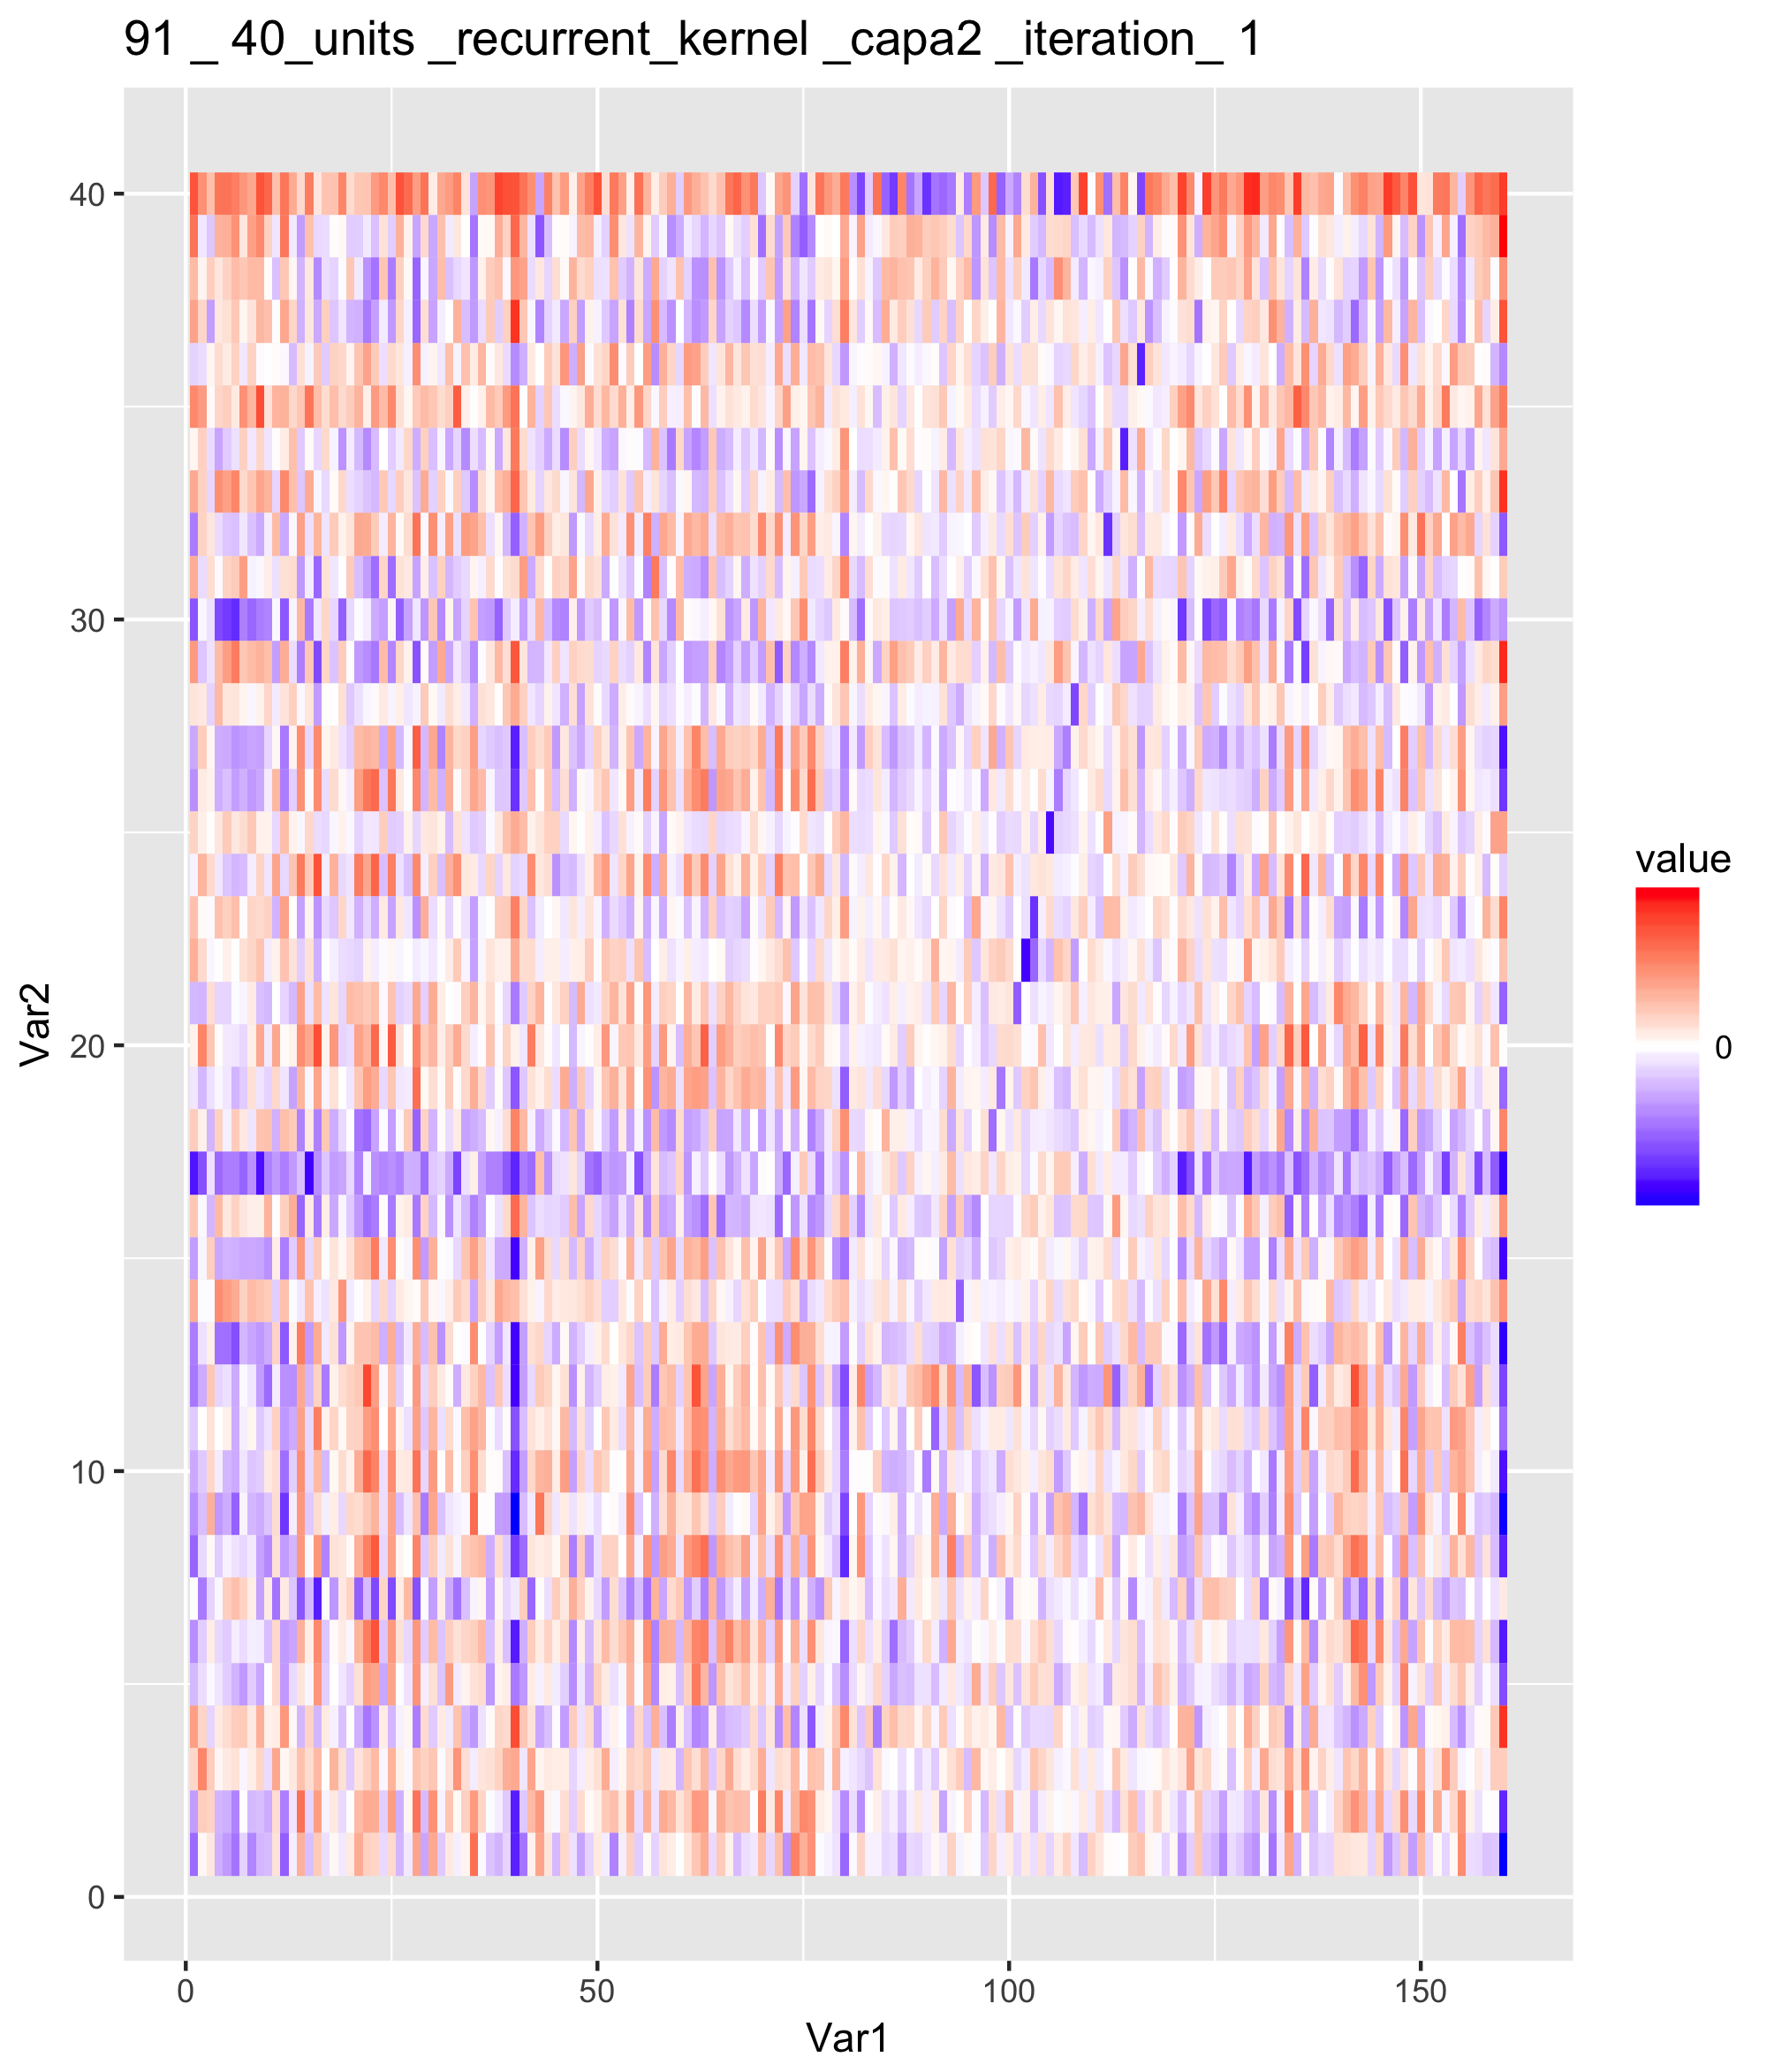 91 _ 40_units _recurrent_kernel _capa2 _iteration_ 1
40
30
20
10
0
Var2
0
50
100
150
Var1
value
0